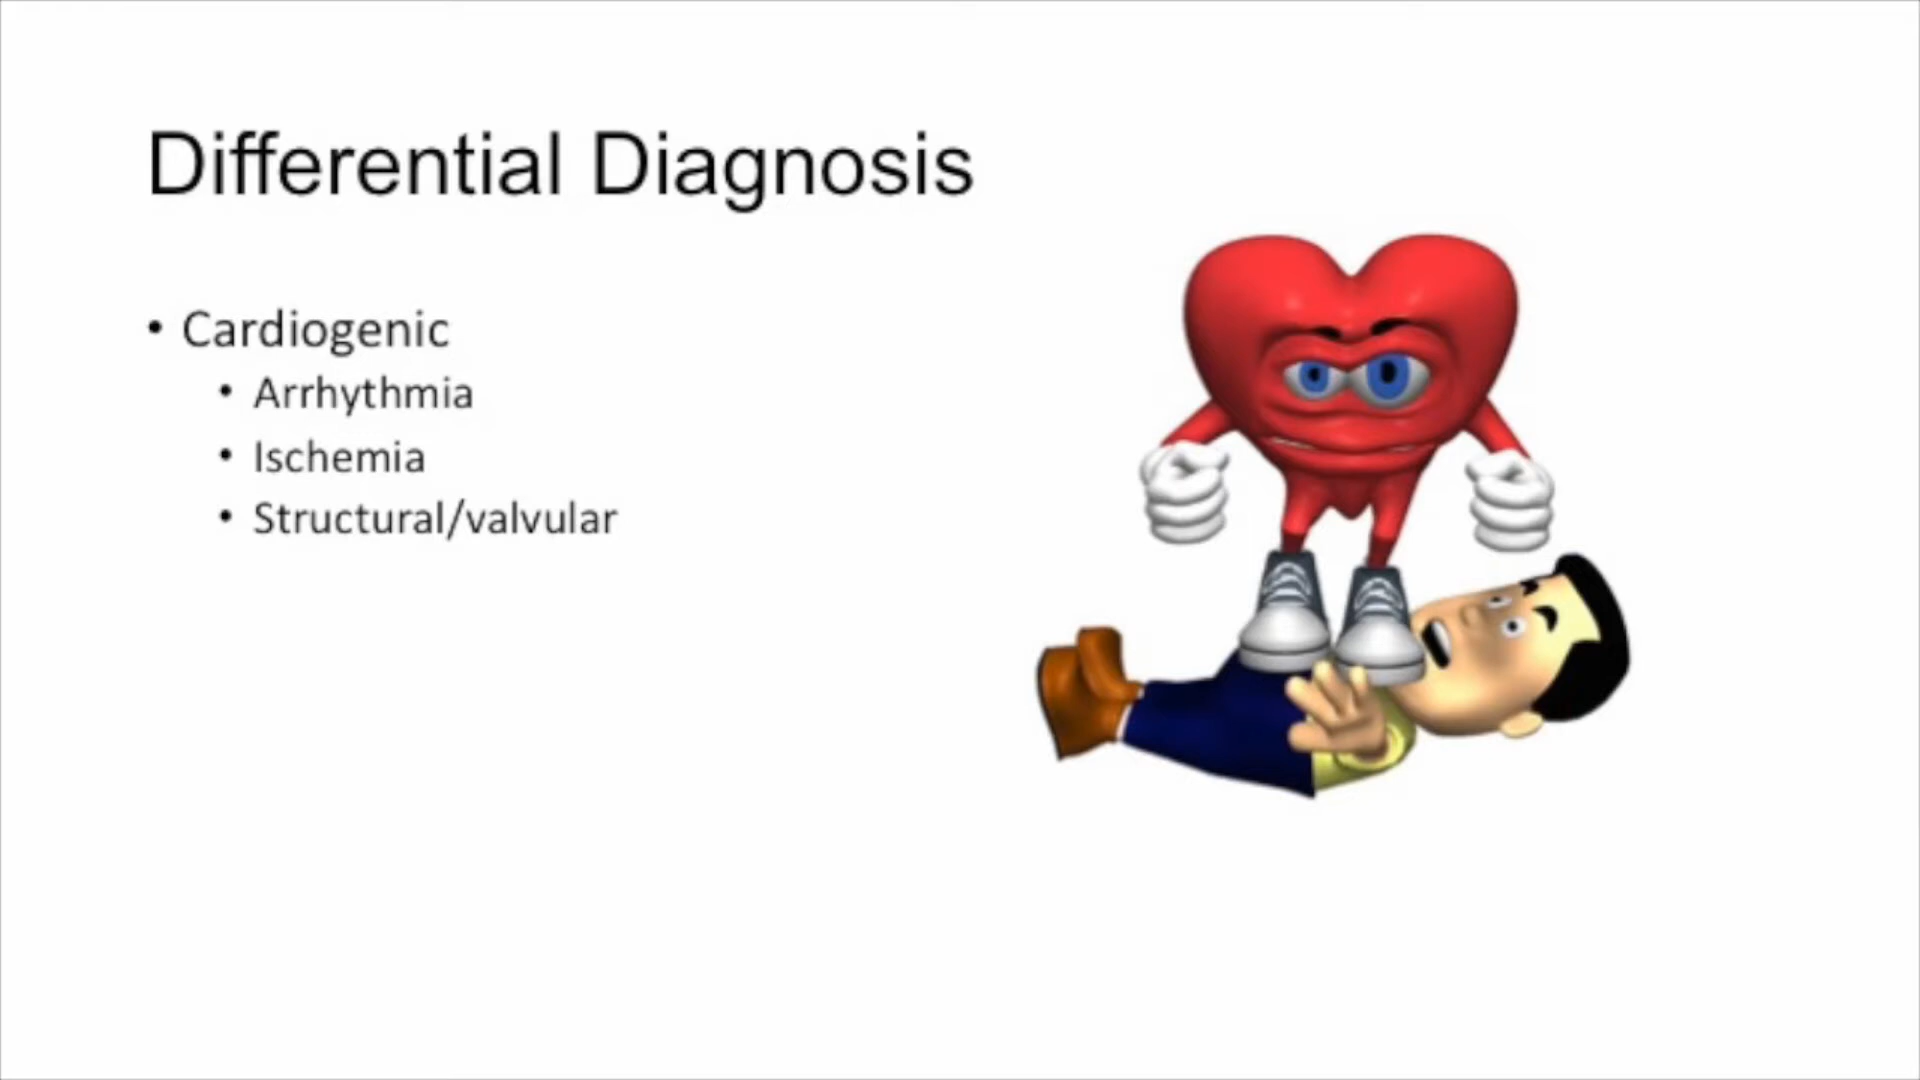 Differential Diagnosis
• Cardiogenic
• Arrhythmia
• Ischemia
• Structural/valvular